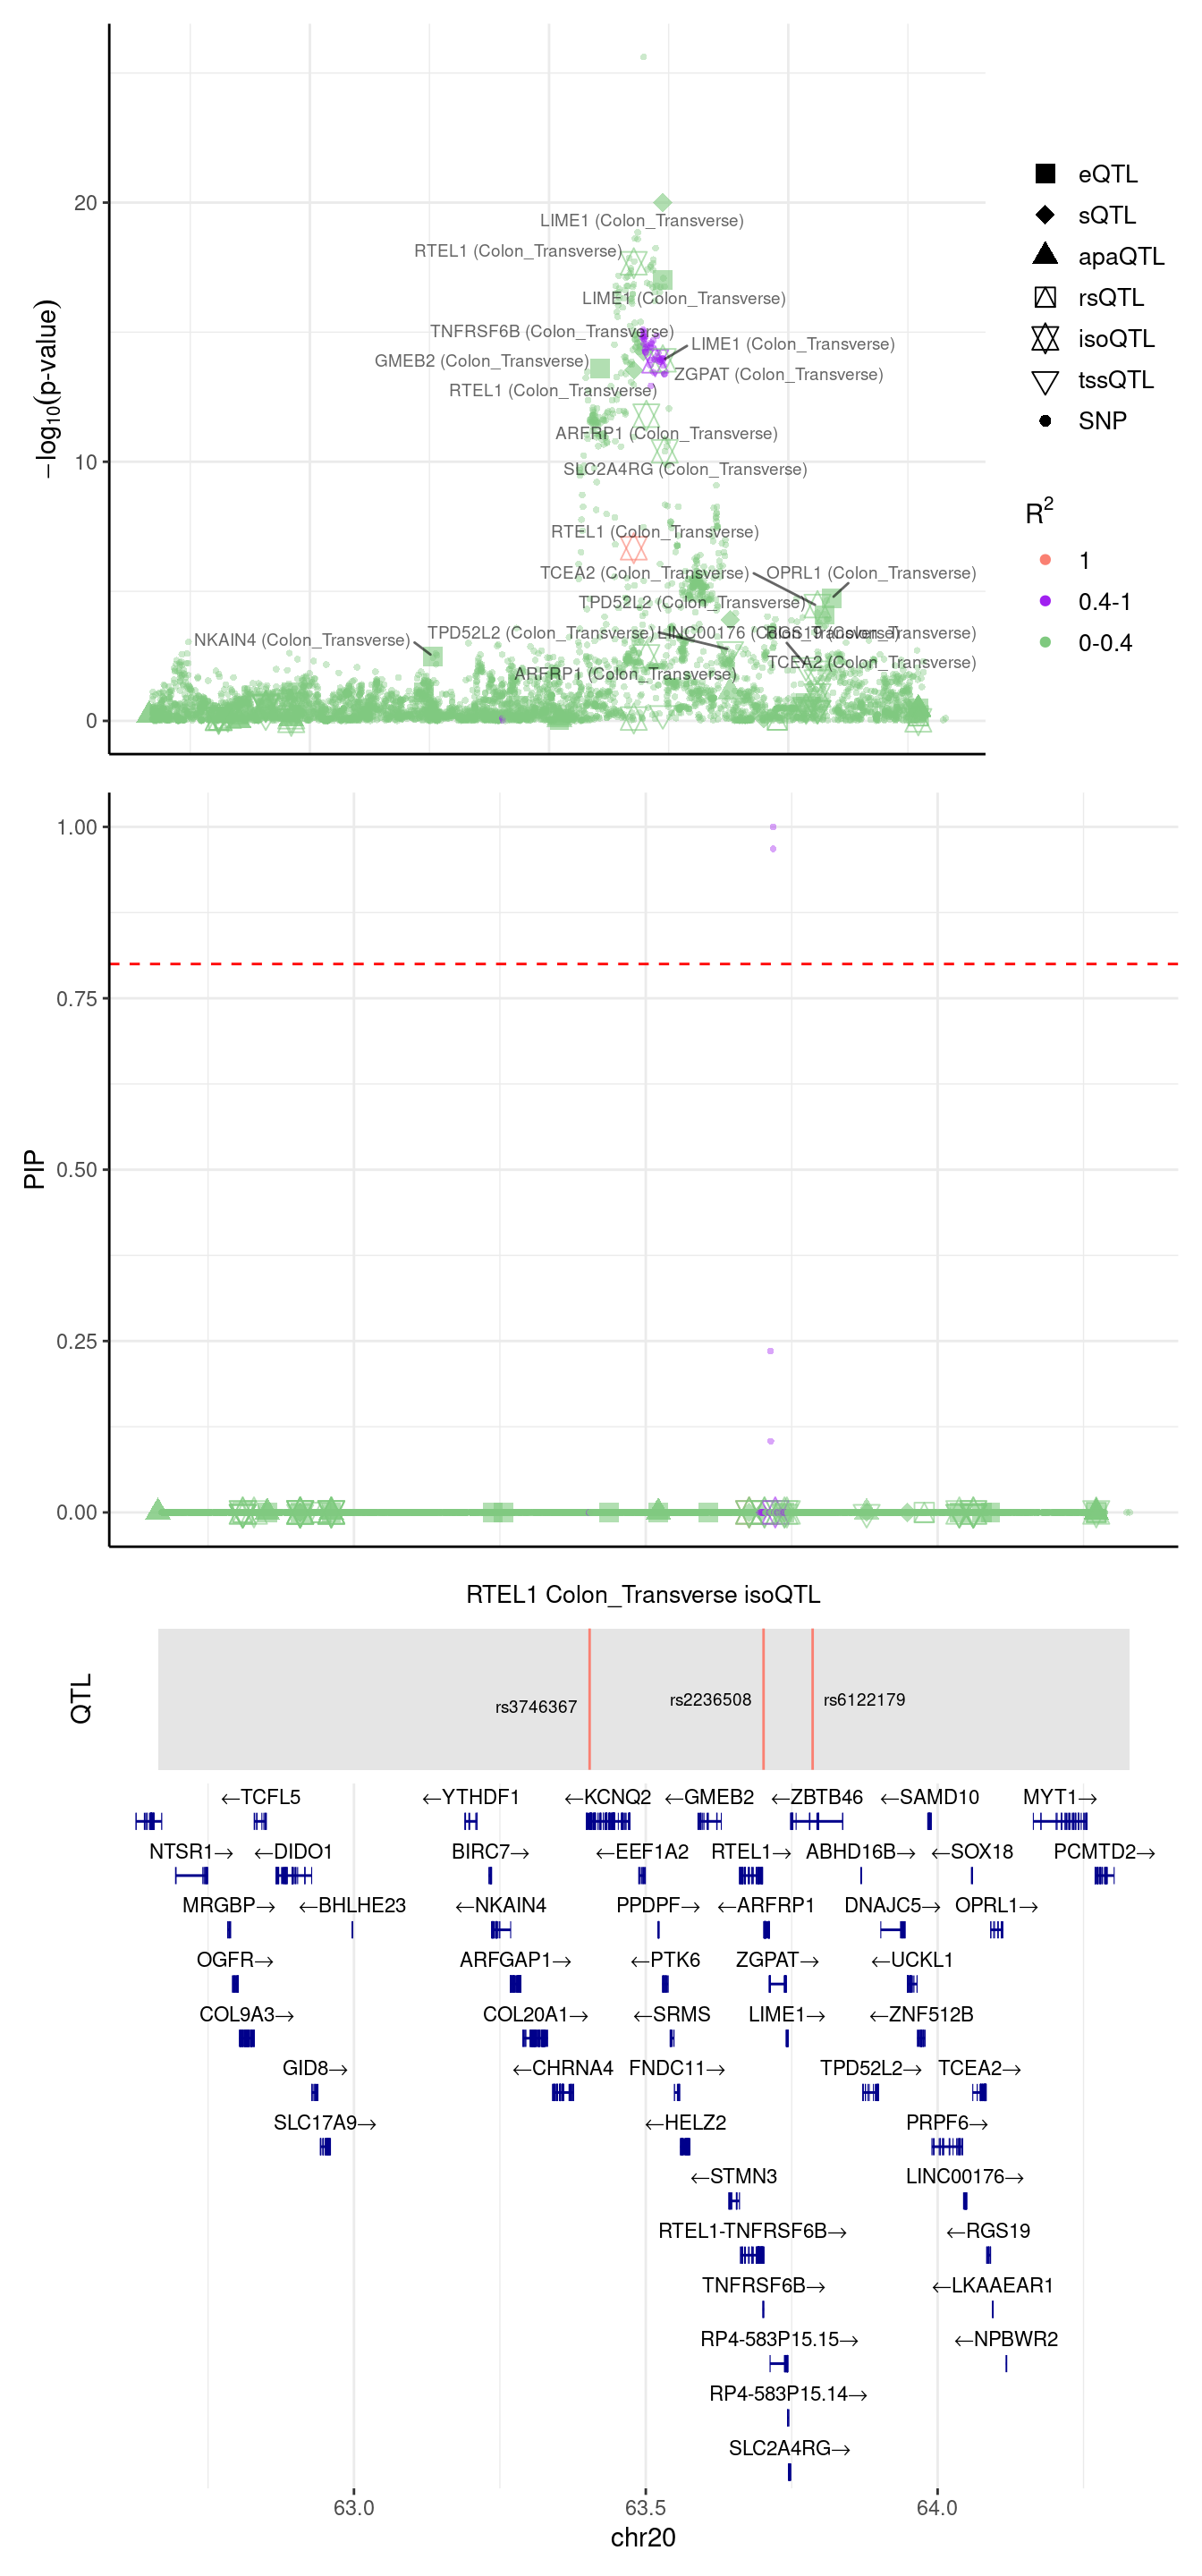 20
10
0
−log10(p-value)
LIME1 (Colon_Transverse)
RTEL1 (Colon_Transverse)
LIME1 (Colon_Transverse)
TNFRSF6B (Colon_Transverse)
LIME1 (Colon_Transverse)
GMEB2 (Colon_Transverse)
ZGPAT (Colon_Transverse)
RTEL1 (Colon_Transverse)
ARFRP1 (Colon_Transverse)
SLC2A4RG (Colon_Transverse)
RTEL1 (Colon_Transverse)
TCEA2 (Colon_Transverse)
OPRL1 (Colon_Transverse)
TPD52L2 (Colon_Transverse)
TPD52L2 (Colon_Transverse)
LINC00176 (Colon_Transverse)
RGS19 (Colon_Transverse)
NKAIN4 (Colon_Transverse)
TCEA2 (Colon_Transverse)
ARFRP1 (Colon_Transverse)
eQTL
sQTL
apaQTL
rsQTL
isoQTL
tssQTL
SNP
R2
1
0.4-1
0-0.4
1.00
0.75
0.50
0.25
0.00
PIP
RTEL1 Colon_Transverse isoQTL
QTL
rs3746367
rs2236508
rs6122179
←TCFL5 ←YTHDF1 ←KCNQ2 ←GMEB2 ←ZBTB46 ←SAMD10 MYT1→
NTSR1→ ←DIDO1 BIRC7→ ←EEF1A2 RTEL1→ ABHD16B→ ←SOX18 PCMTD2→
MRGBP→ ←BHLHE23 ←NKAIN4 PPDPF→ ←ARFRP1 DNAJC5→ OPRL1→
OGFR→ ARFGAP1→ ←PTK6 ZGPAT→ ←UCKL1
COL9A3→ COL20A1→ ←SRMS LIME1→ ←ZNF512B
GID8→ ←CHRNA4 FNDC11→ TPD52L2→ TCEA2→
SLC17A9→ ←HELZ2 PRPF6→
←STMN3 LINC00176→
RTEL1-TNFRSF6B→ ←RGS19
TNFRSF6B→ ←LKAAEAR1
RP4-583P15.15→ ←NPBWR2
RP4-583P15.14→
SLC2A4RG→
63.0 63.5 64.0
chr20